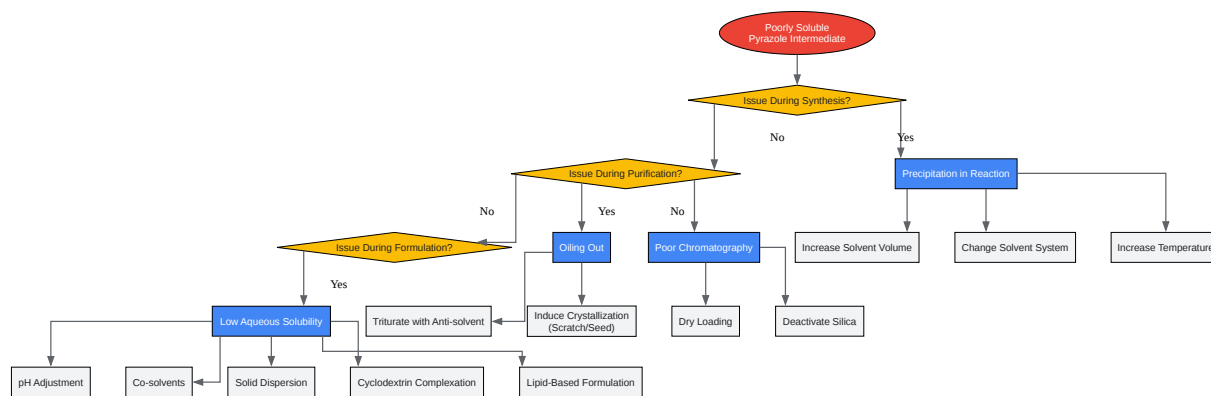 Poorly Soluble
Pyrazole Intermediate
Issue During Synthesis?
No
Yes
Issue During Purification?
Precipitation in Reaction
No
Yes
No
Issue During Formulation?
Oiling Out
Poor Chromatography
Increase Solvent Volume
Change Solvent System
Increase Temperature
Yes
Low Aqueous Solubility
Triturate with Anti-solvent
Induce Crystallization
(Scratch/Seed)
Dry Loading
Deactivate Silica
pH Adjustment
Co-solvents
Solid Dispersion
Cyclodextrin Complexation
Lipid-Based Formulation